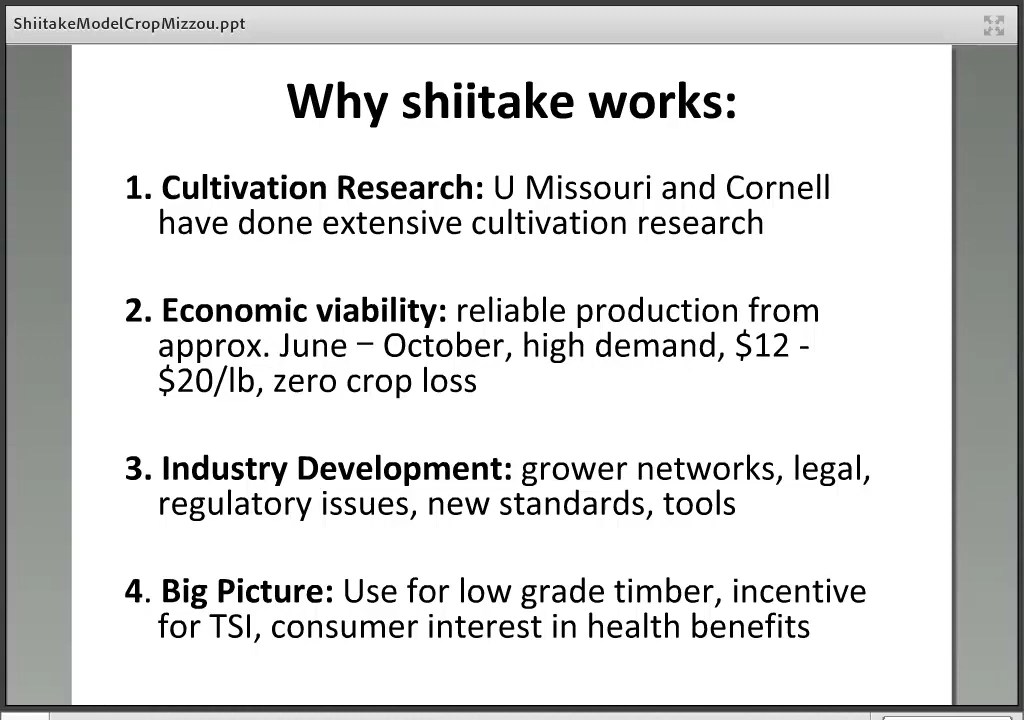 ShiitakeModelCropMizzou.ppt
Why shiitake works:
1. Cultivation Research: U Missouri and Cornell
have done extensive cultivation research
2. Economic viability: reliable production from
approx. June – October, high demand, $12 -
$20/lb, zero crop loss
3. Industry Development: grower networks, legal,
regulatory issues, new standards, tools
4. Big Picture: Use for low grade timber, incentive
for TSI, consumer interest in health benefits